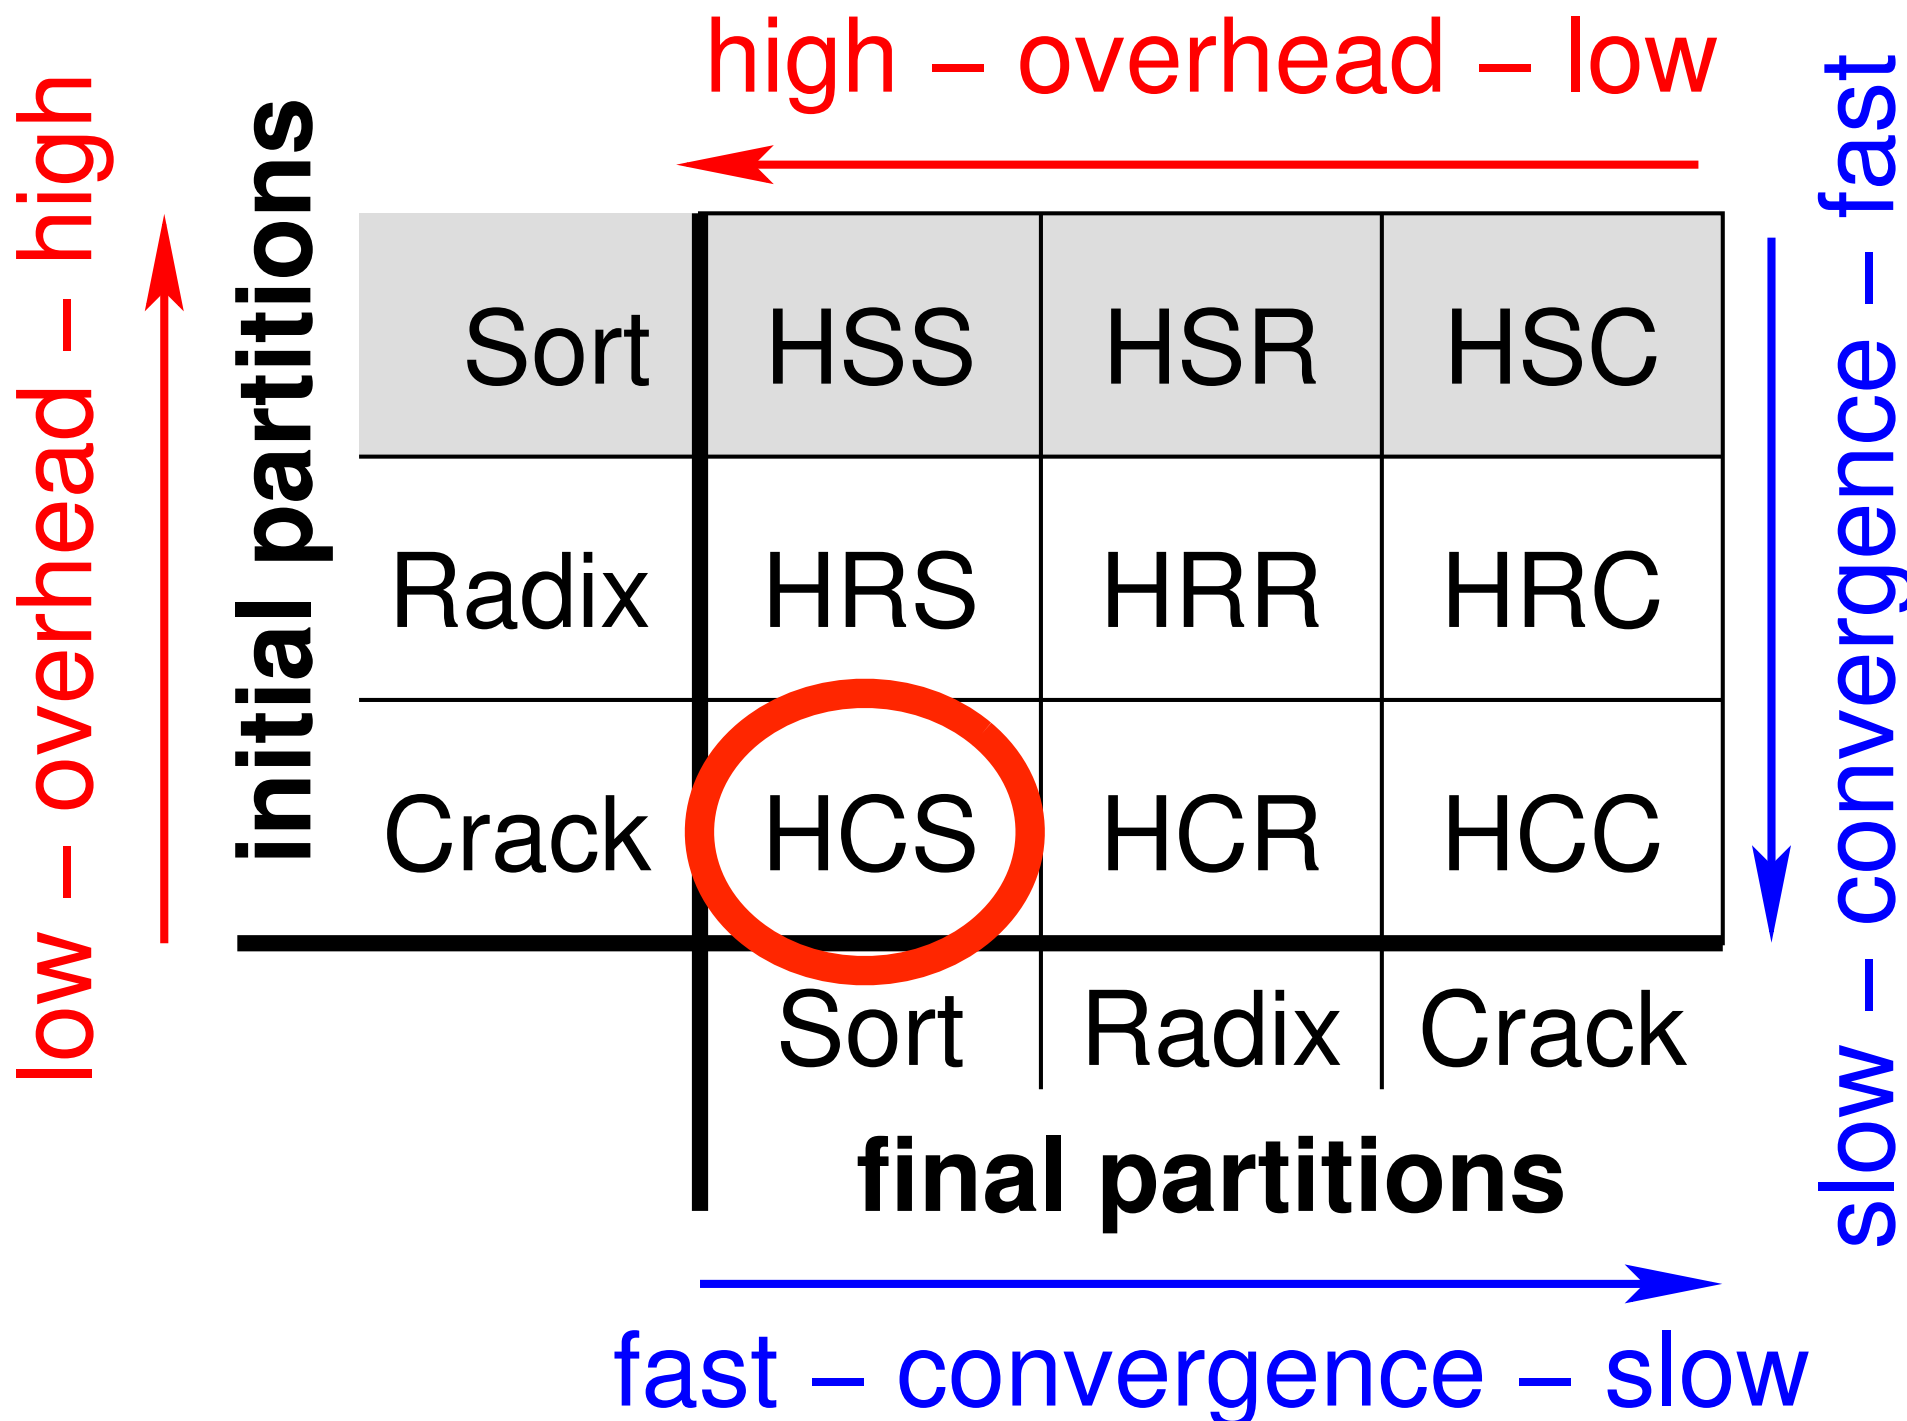 high – overhead – low
low – overhead – high
initial partitions
Sort HSS HSR HSC
Radix HRS HRR HRC
Crack HCS HCR HCC
Sort Radix Crack
final partitions
fast – convergence – slow
slow – convergence – fast